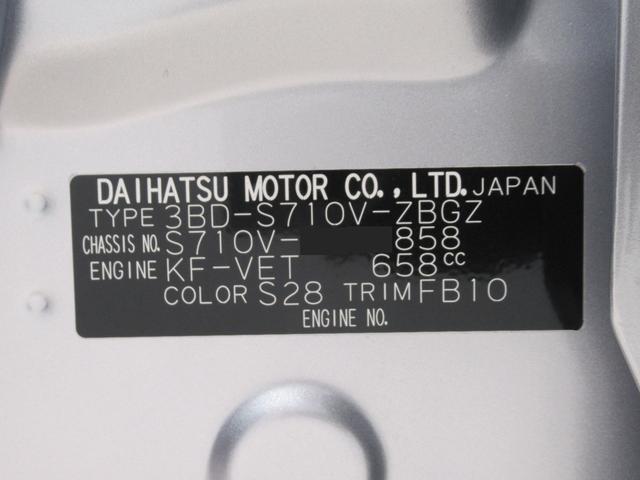 DAIHATSU MOTOR CO.,LTD. JAPAN
TYPE 3BD-S710V-ZBGZ
CHASSIS NO. S710V- 858
ENGINE KF-VET 658cc
COLOR S28 TRIM FB10
ENGINE NO.